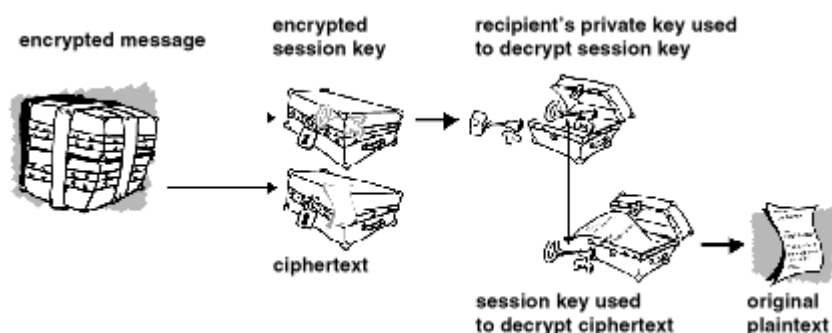 encrypted message
encrypted
session key
recipient's private key used
to decrypt session key
ciphertext
session key used
to decrypt ciphertext
original
plaintext